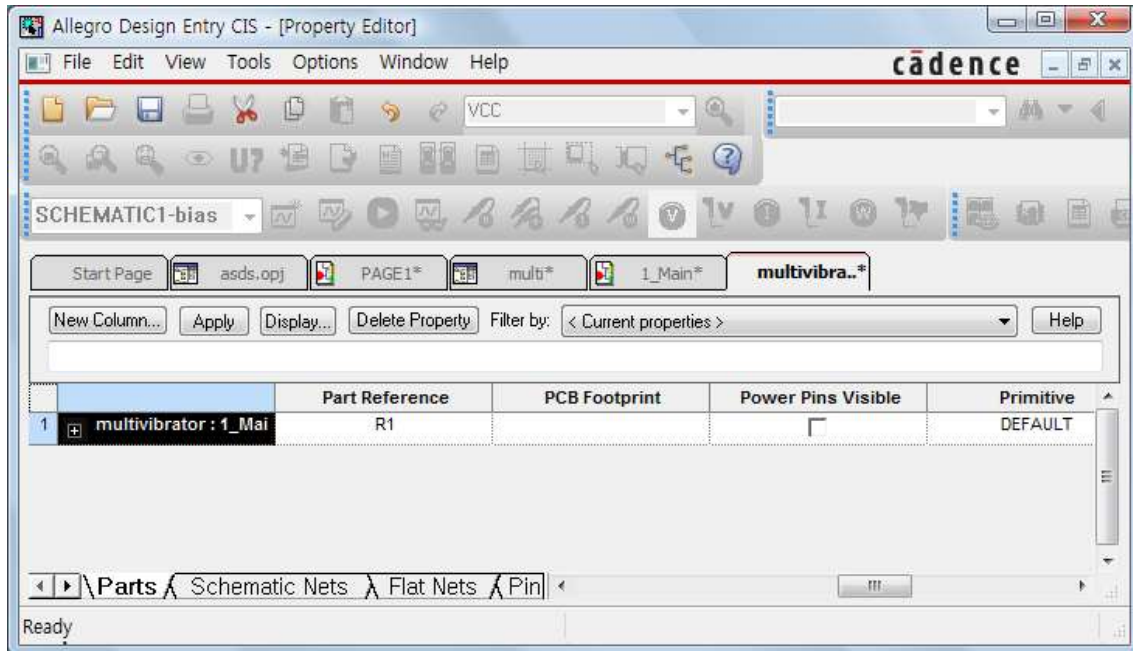 Allegro Design Entry CIS - [Property Editor]
File Edit View Tools Options Window Help cādence
VCC
U?
SCHEMATIC1-bias V V I I W
Start Page asds.opj PAGE1* multi* 1_Main* multivibra..*
New Column... Apply Display... Delete Property Filter by: < Current properties > Help
Part Reference PCB Footprint Power Pins Visible Primitive
1 multivibrator : 1_Mai R1 DEFAULT
Parts Schematic Nets Flat Nets Pin
Ready